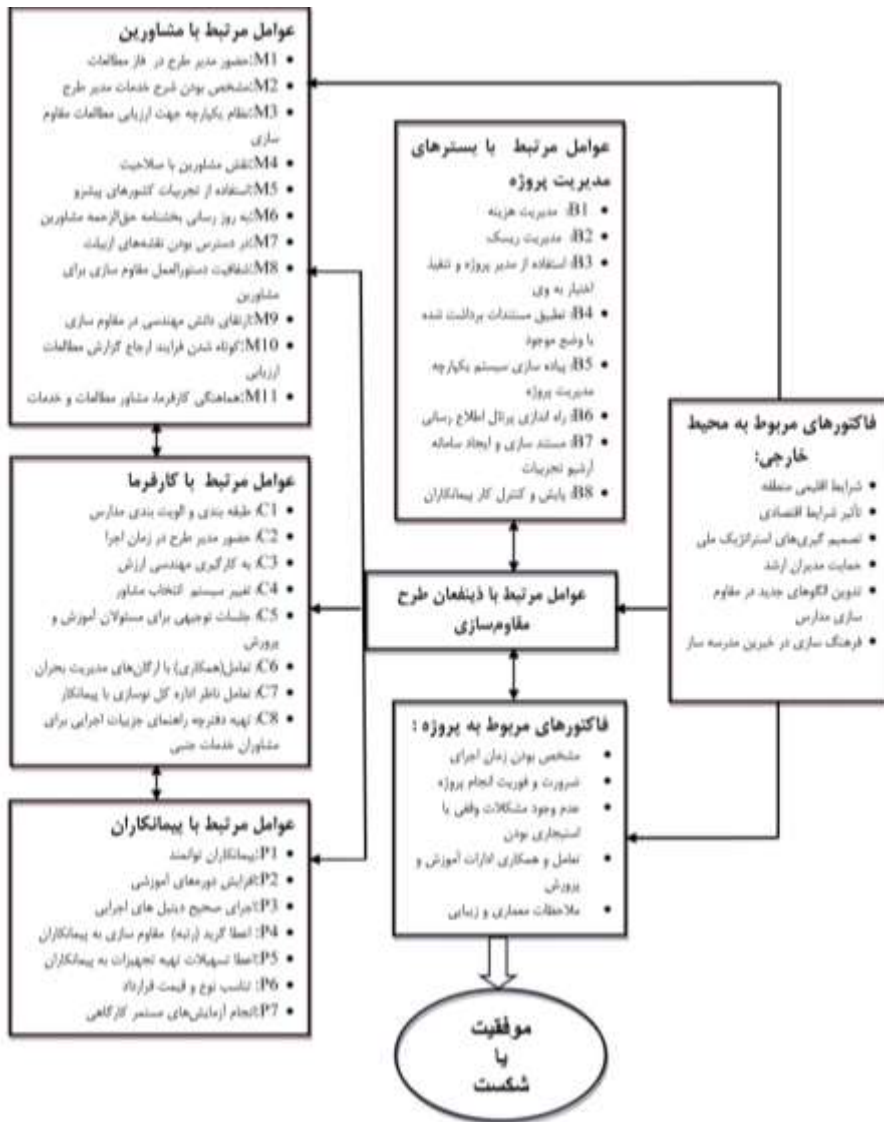 عوامل مرتبط با مشاورین
M1:حضور مدیر طرح در فاز مطالعات
M2:مشخص بودن شرح خدمات مدیر طرح
M3:نظام یکپارچه جهت ارزیابی مطالعات مقاوم
سازی
M4:نقش مشاورین با صلاحیت
M5:استفاده از تجربیات کشورهای پیشرو
M6:به روز رسانی بخشنامه حق‌الزحمه مشاورین
M7:در دسترس بودن نقشه‌های ازبیلت
M8:شفافیت دستورالعمل مقاوم سازی برای
مشاورین
M9:ارتقای دانش مهندسی در مقاوم سازی
M10:کوتاه شدن فرایند ارجاع گزارش مطالعات
ارزیابی
M11:هماهنگی کارفرما، مشاور مطالعات و خدمات
عوامل مرتبط با کارفرما
C1: طبقه بندی و الویت بندی مدارس
C2: حضور مدیر طرح در زمان اجرا
C3: به کارگیری مهندسی ارزش
C4: تغییر سیستم انتخاب مشاور
C5: جلسات توجیهی برای مسئولان آموزش و
پرورش
C6: تعامل(همکاری) با ارگان‌های مدیریت بحران
C7: تعامل ناظر اداره کل نوسازی با پیمانکار
C8: تهیه دفترچه راهنمای جزییات اجرایی برای
مشاوران خدمات جنبی
عوامل مرتبط با پیمانکاران
P1:پیمانکاران توانمند
P2:افزایش دوره‌های آموزشی
P3:اجرای صحیح دیتیل های اجرایی
P4: اعطا گرید (رتبه) مقاوم سازی به پیمانکاران
P5:اعطا تسهیلات تهیه تجهیزات به پیمانکاران
P6: تناسب نوع و قیمت قرارداد
P7:انجام آزمایش‌های مستمر کارگاهی
عوامل مرتبط با بسترهای
مدیریت پروژه
B1: مدیریت هزینه
B2: مدیریت ریسک
B3: استفاده از مدیر پروژه و تنفیذ
اختیار به وی
B4: تطبیق مستندات برداشت شده
با وضع موجود
B5: پیاده سازی سیستم یکپارچه
مدیریت پروژه
B6: راه اندازی پرتال اطلاع رسانی
B7: مستند سازی و ایجاد سامانه
آرشیو تجربیات
B8: پایش و کنترل کار پیمانکاران
عوامل مرتبط با ذینفعان طرح
مقاوم‌سازی
فاکتورهای مربوط به پروژه :
مشخص بودن زمان اجرای
ضرورت و فوریت انجام پروژه
عدم وجود مشکلات وقفی یا
استیجاری بودن
تعامل و همکاری ادارات آموزش و
پرورش
ملاحظات معماری و زیبایی
موفقیت
یا
شکست
فاکتورهای مربوط به محیط
خارجی:
شرایط اقلیمی منطقه
تأثیر شرایط اقتصادی
تصمیم گیری‌های استراتژیک ملی
حمایت مدیران ارشد
تدوین الگوهای جدید در مقاوم
سازی مدارس
فرهنگ سازی در خیرین مدرسه ساز